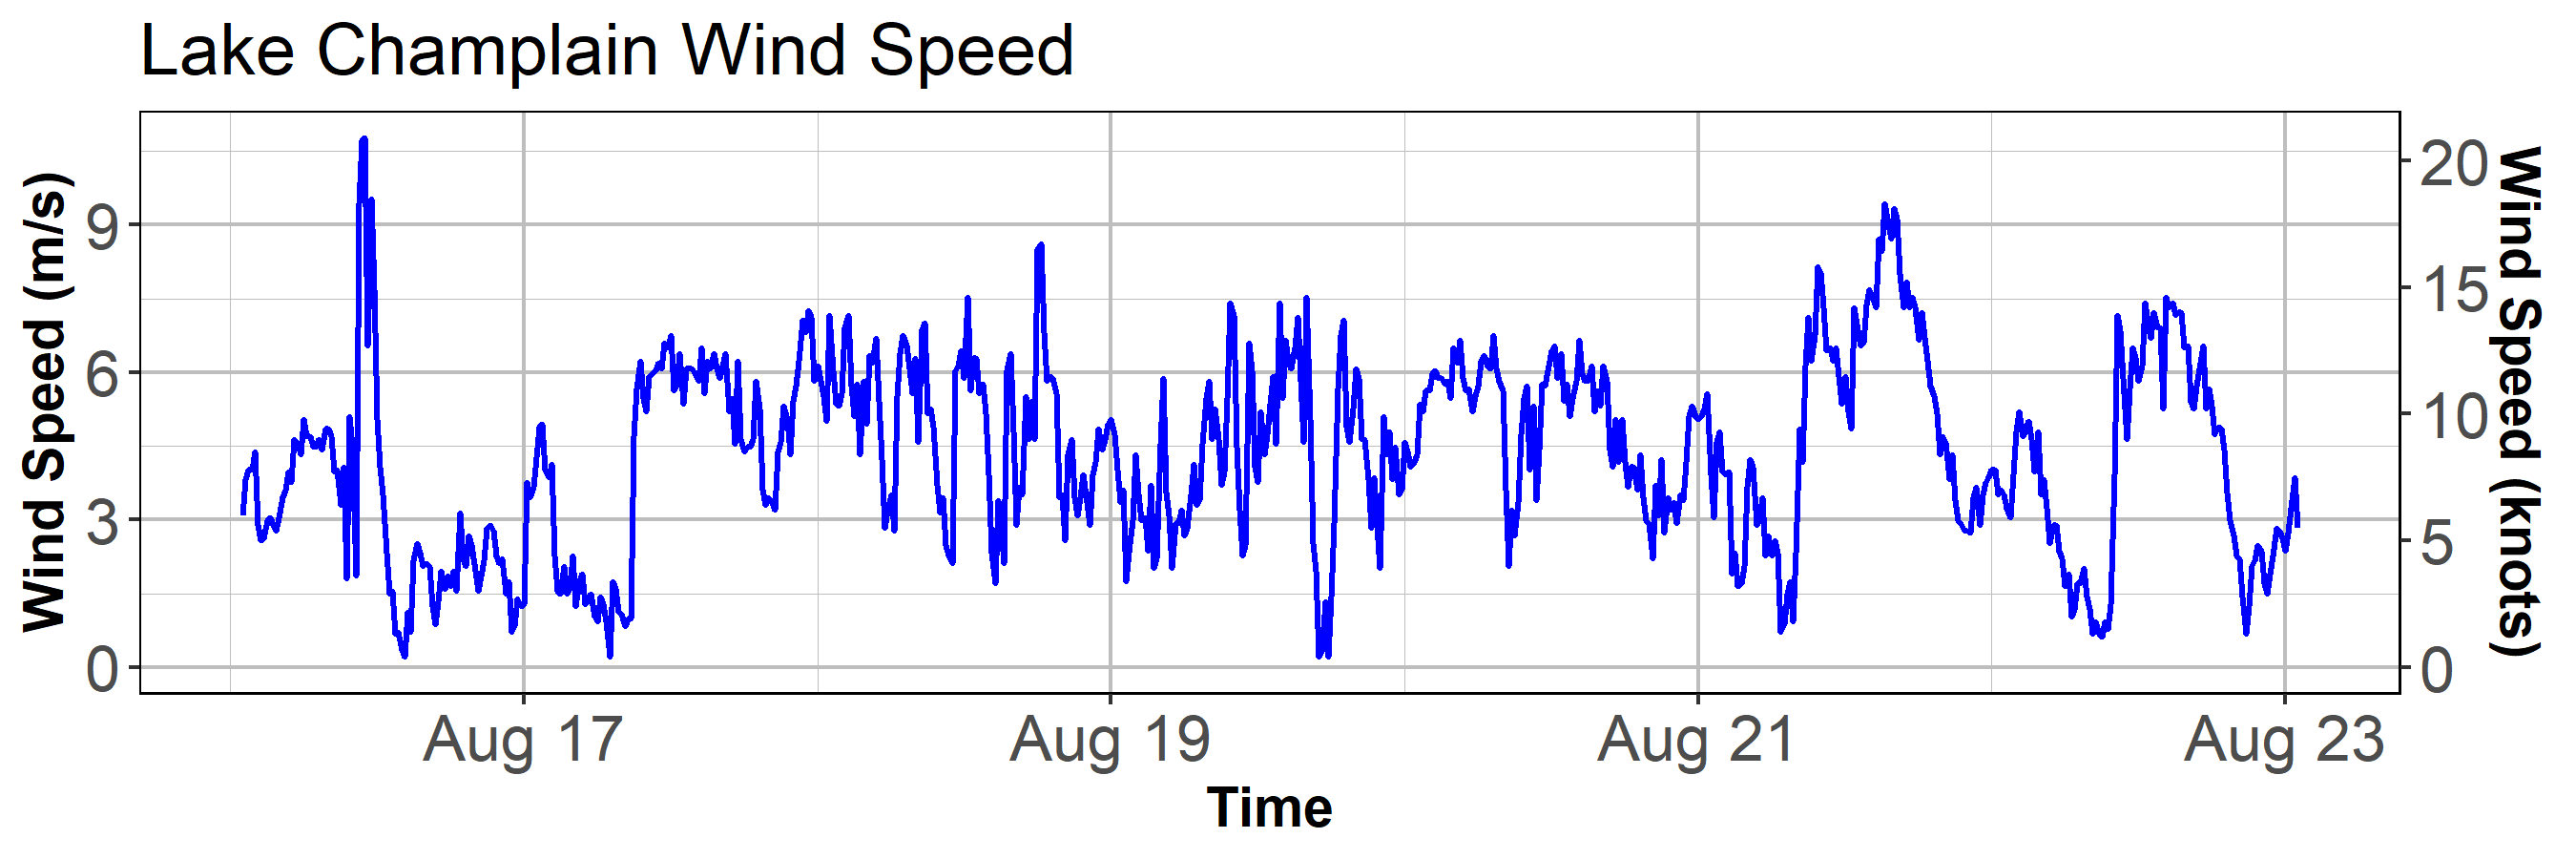 Lake Champlain Wind Speed
Wind Speed (m/s)
9
6
3
0
20
15
10
5
0
Wind Speed (knots)
Aug 17
Aug 19
Aug 21
Aug 23
Time